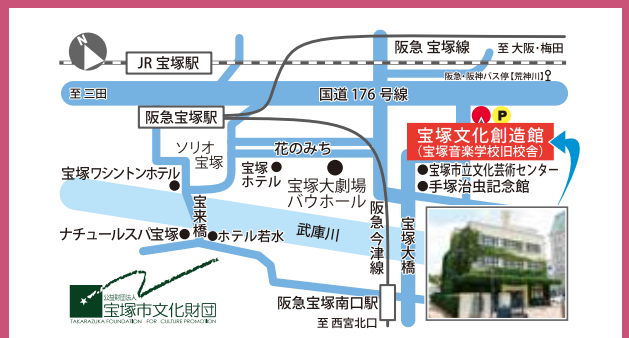 N
JR 宝塚駅
阪急 宝塚線
至 大阪・梅田
阪急・阪神バス停【荒神川】
至 三田
国道 176 号線
阪急宝塚駅
P
宝塚文化創造館
（宝塚音楽学校旧校舎）
ソリオ
宝塚
花のみち
宝塚
ホテル
宝塚大劇場
バウホール
宝塚市立文化芸術センター
手塚治虫記念館
宝塚ワシントンホテル
宝来橋
阪急 今津線
宝塚大橋
ナチュールスパ宝塚
ホテル若水
武庫川
公益財団法人
宝塚市文化財団
TAKARAZUKA FOUNDATION FOR CULTURE PROMOTION
阪急宝塚南口駅
至 西宮北口